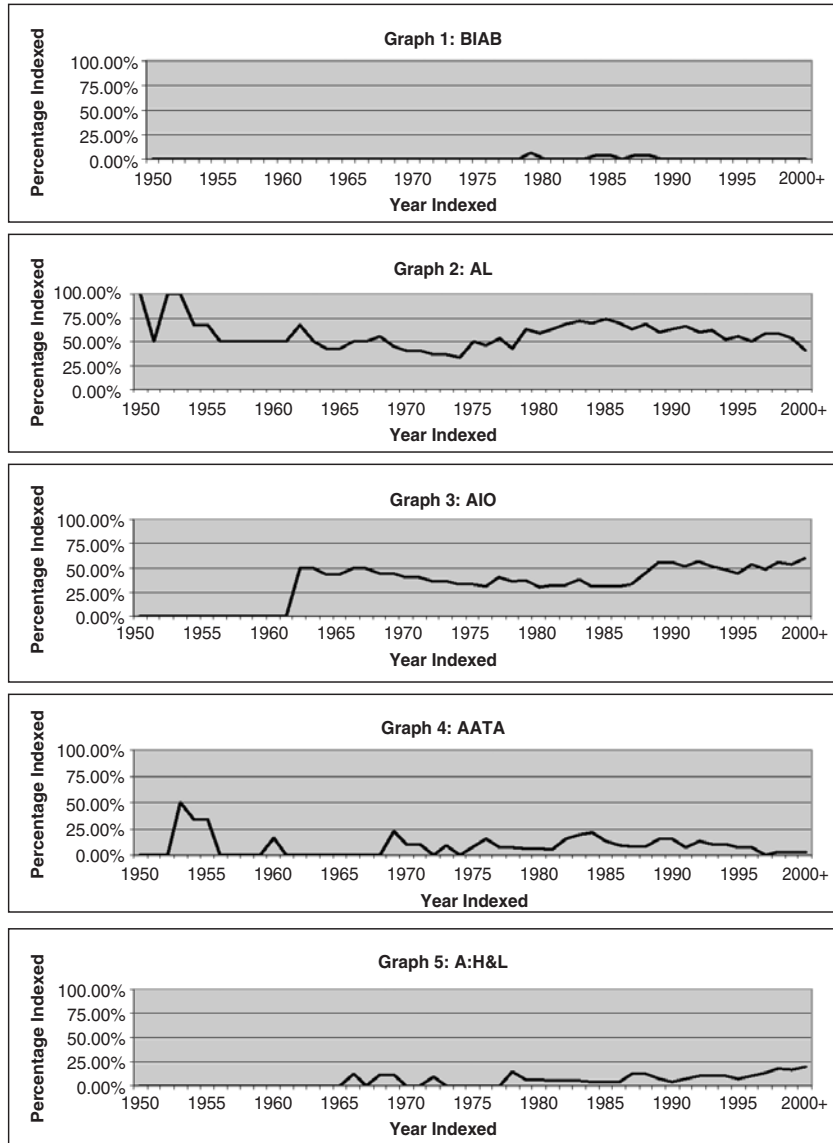 Graph 1: BIAB
Percentage Indexed
100.00%
75.00%
50.00%
25.00%
0.00%
1950 1955 1960 1965 1970 1975 1980 1985 1990 1995 2000+
Year Indexed
Graph 2: AL
Percentage Indexed
100.00%
75.00%
50.00%
25.00%
0.00%
1950 1955 1960 1965 1970 1975 1980 1985 1990 1995 2000+
Year Indexed
Graph 3: AIO
Percentage Indexed
100.00%
75.00%
50.00%
25.00%
0.00%
1950 1955 1960 1965 1970 1975 1980 1985 1990 1995 2000+
Year Indexed
Graph 4: AATA
Percentage Indexed
100.00%
75.00%
50.00%
25.00%
0.00%
1950 1955 1960 1965 1970 1975 1980 1985 1990 1995 2000+
Year Indexed
Graph 5: A:H&L
Percentage Indexed
100.00%
75.00%
50.00%
25.00%
0.00%
1950 1955 1960 1965 1970 1975 1980 1985 1990 1995 2000+
Year Indexed